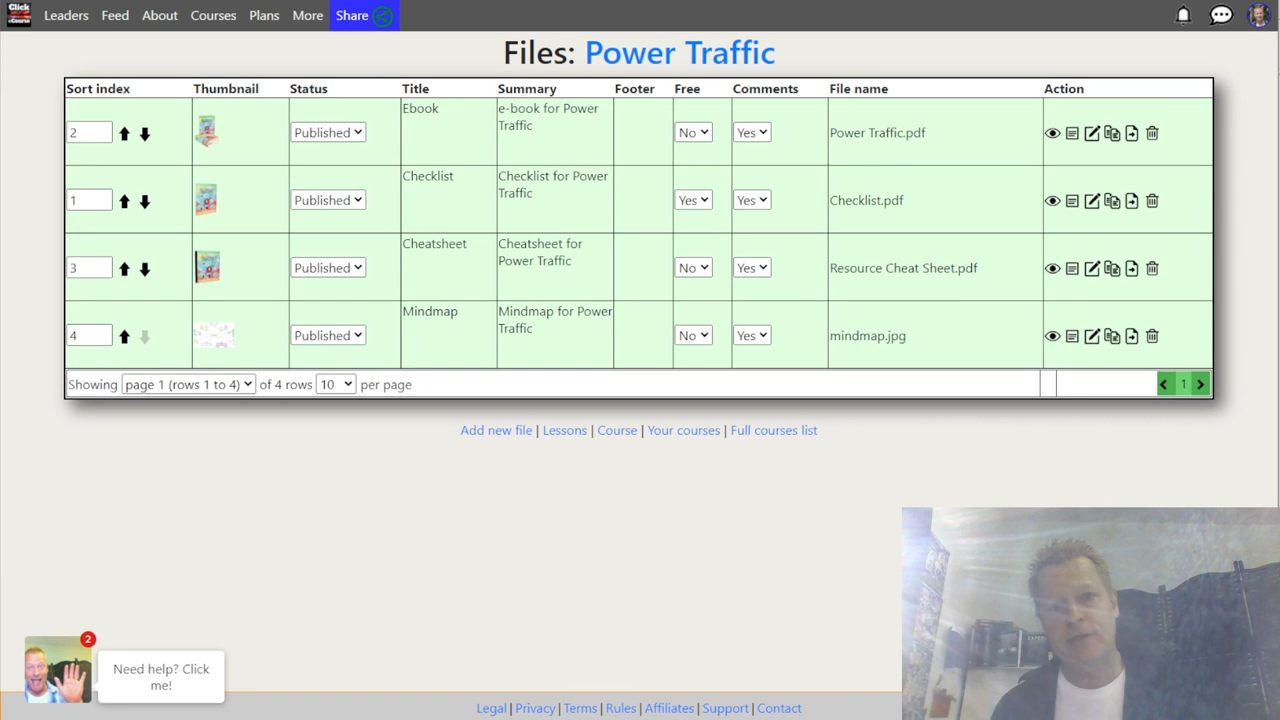 Click
eCourse
Leaders Feed About Courses Plans More Share
Files: Power Traffic
Sort index Thumbnail Status Title Summary Footer Free Comments File name Action
2 Published Ebook e-book for Power Traffic No Yes Power Traffic.pdf
1 Published Checklist Checklist for Power Traffic Yes Yes Checklist.pdf
3 Published Cheatsheet Cheatsheet for Power Traffic No Yes Resource Cheat Sheet.pdf
4 Published Mindmap Mindmap for Power Traffic No Yes mindmap.jpg
Showing page 1 (rows 1 to 4) of 4 rows 10 per page 1
Add new file | Lessons | Course | Your courses | Full courses list
2
Need help? Click
me!
Legal | Privacy | Terms | Rules | Affiliates | Support | Contact